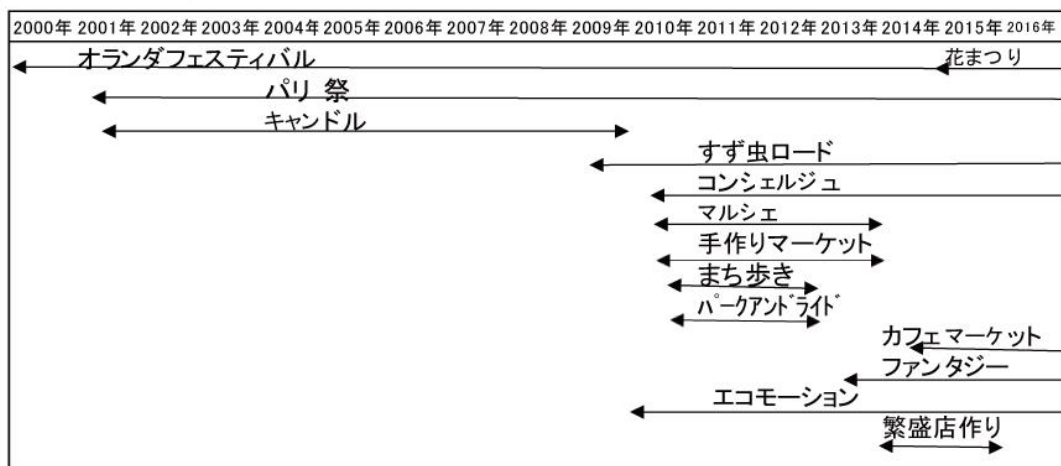 2000年 2001年 2002年 2003年 2004年 2005年 2006年 2007年 2008年 2009年 2010年 2011年 2012年 2013年 2014年 2015年 2016年
オランダフェスティバル 花まつり
パリ祭
キャンドル
すず虫ロード
コンシェルジュ
マルシェ
手作りマーケット
まち歩き
ﾊﾟｰｸｱﾝﾄﾞﾗｲﾄﾞ
カフェマーケット
ファンタジー
エコモーション
繁盛店作り